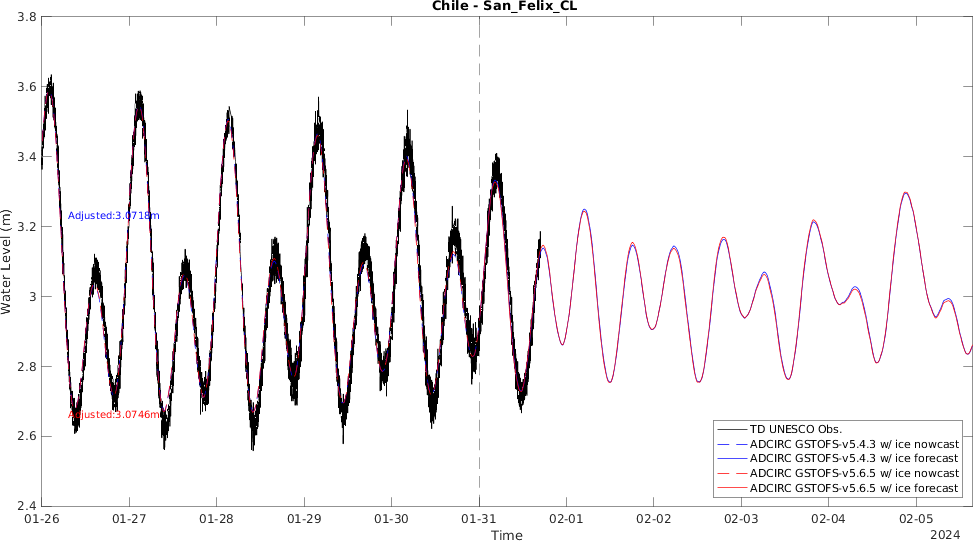 Chile - San_Felix_CL
Water Level (m)
3.8
3.6
3.4
3.2
3
2.8
2.6
2.4
Adjusted:3.0718m
Adjusted:3.0746m
TD UNESCO Obs.
ADCIRC GSTOFS-v5.4.3 w/ ice nowcast
ADCIRC GSTOFS-v5.4.3 w/ ice forecast
ADCIRC GSTOFS-v5.6.5 w/ ice nowcast
ADCIRC GSTOFS-v5.6.5 w/ ice forecast
01-26 01-27 01-28 01-29 01-30 01-31 02-01 02-02 02-03 02-04 02-05
Time
2024